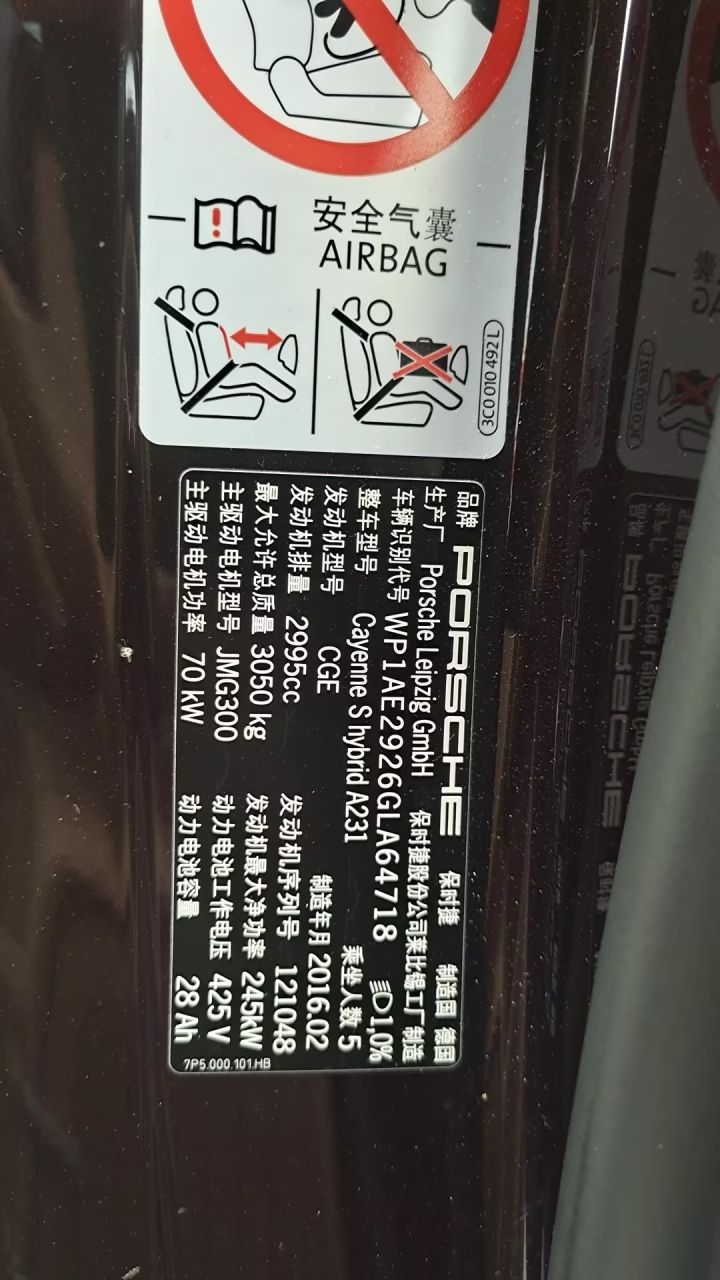 安全气囊
AIRBAG
3C0 010 492 L
品牌 PORSCHE 保时捷 制造国 德国
生产厂 Porsche Leipzig GmbH 保时捷股份公司莱比锡工厂制造
车辆识别代号 WP1AE2926GLA64718 1,0%
整车型号 Cayenne S hybrid A231 乘坐人数 5
发动机型号 CGE 制造年月 2016.02
发动机排量 2995cc 发动机序列号 121048
最大允许总质量 3050 kg 发动机最大净功率 245kW
主驱动电机型号 JMG300 动力电池工作电压 425 V
主驱动电机功率 70 kW 动力电池容量 28 Ah
7P5.000.101.HB